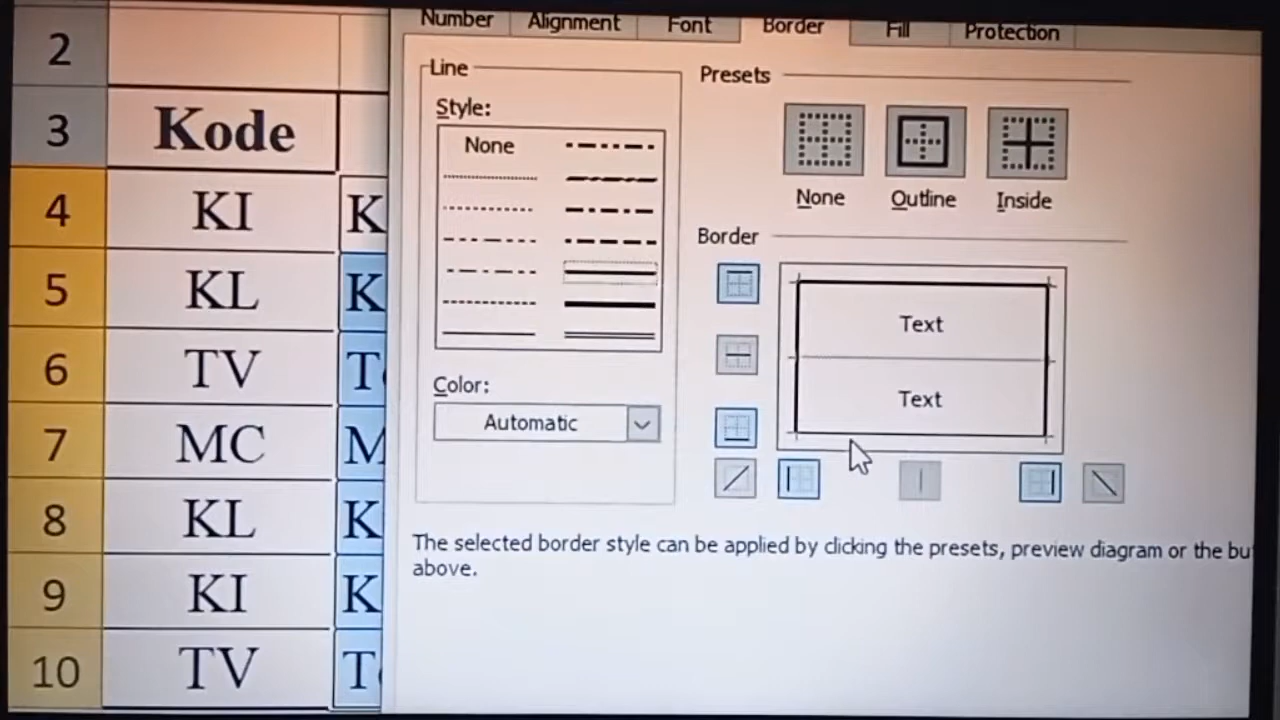 Number Alignment Font Border Fill Protection
2
3 Kode
4 KI K
5 KL K
6 TV
7 MC M
8 KL K
9 KI K
10 TV
Line
Style:
None
Color:
Automatic
Presets
None Outline Inside
Border
Text
Text
The selected border style can be applied by clicking the presets, preview diagram or the
above.